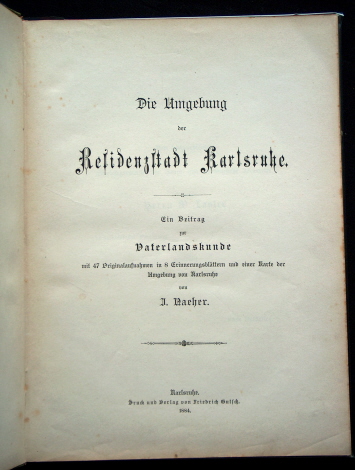 Die Umgebung
der
Residenzstadt Karlsruhe.
Ein Beitrag
zur
Vaterlandskunde
mit 47 Originalaufnahmen in 8 Erinnerungsblättern und einer Karte der
Umgebung von Karlsruhe
von
J. Naeher.
Karlsruhe.
Druck und Verlag von Friedrich Gutsch.
1884.